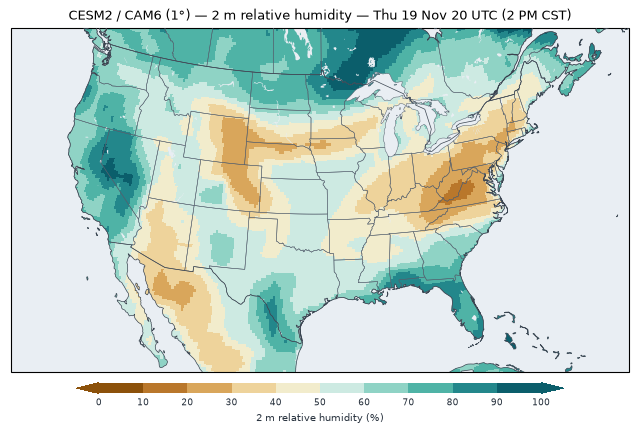 CESM2 / CAM6 (1°) — 2 m relative humidity — Thu 19 Nov 20 UTC (2 PM CST)
0 10 20 30 40 50 60 70 80 90 100
2 m relative humidity (%)